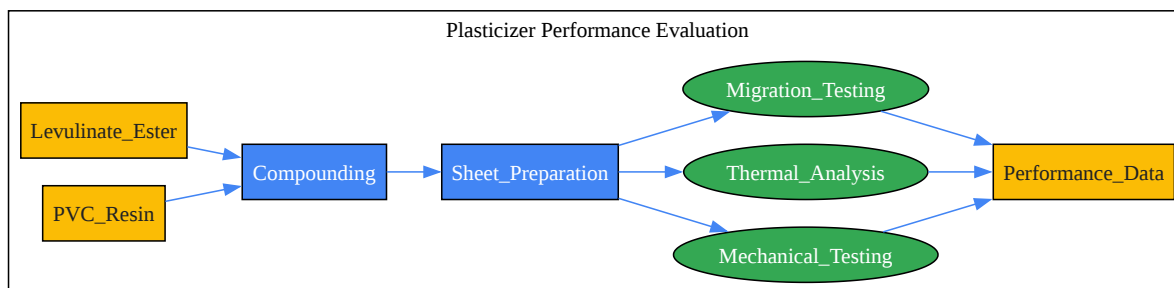 Plasticizer Performance Evaluation
Levulinate_Ester
PVC_Resin
Compounding
Sheet_Preparation
Migration_Testing
Thermal_Analysis
Mechanical_Testing
Performance_Data